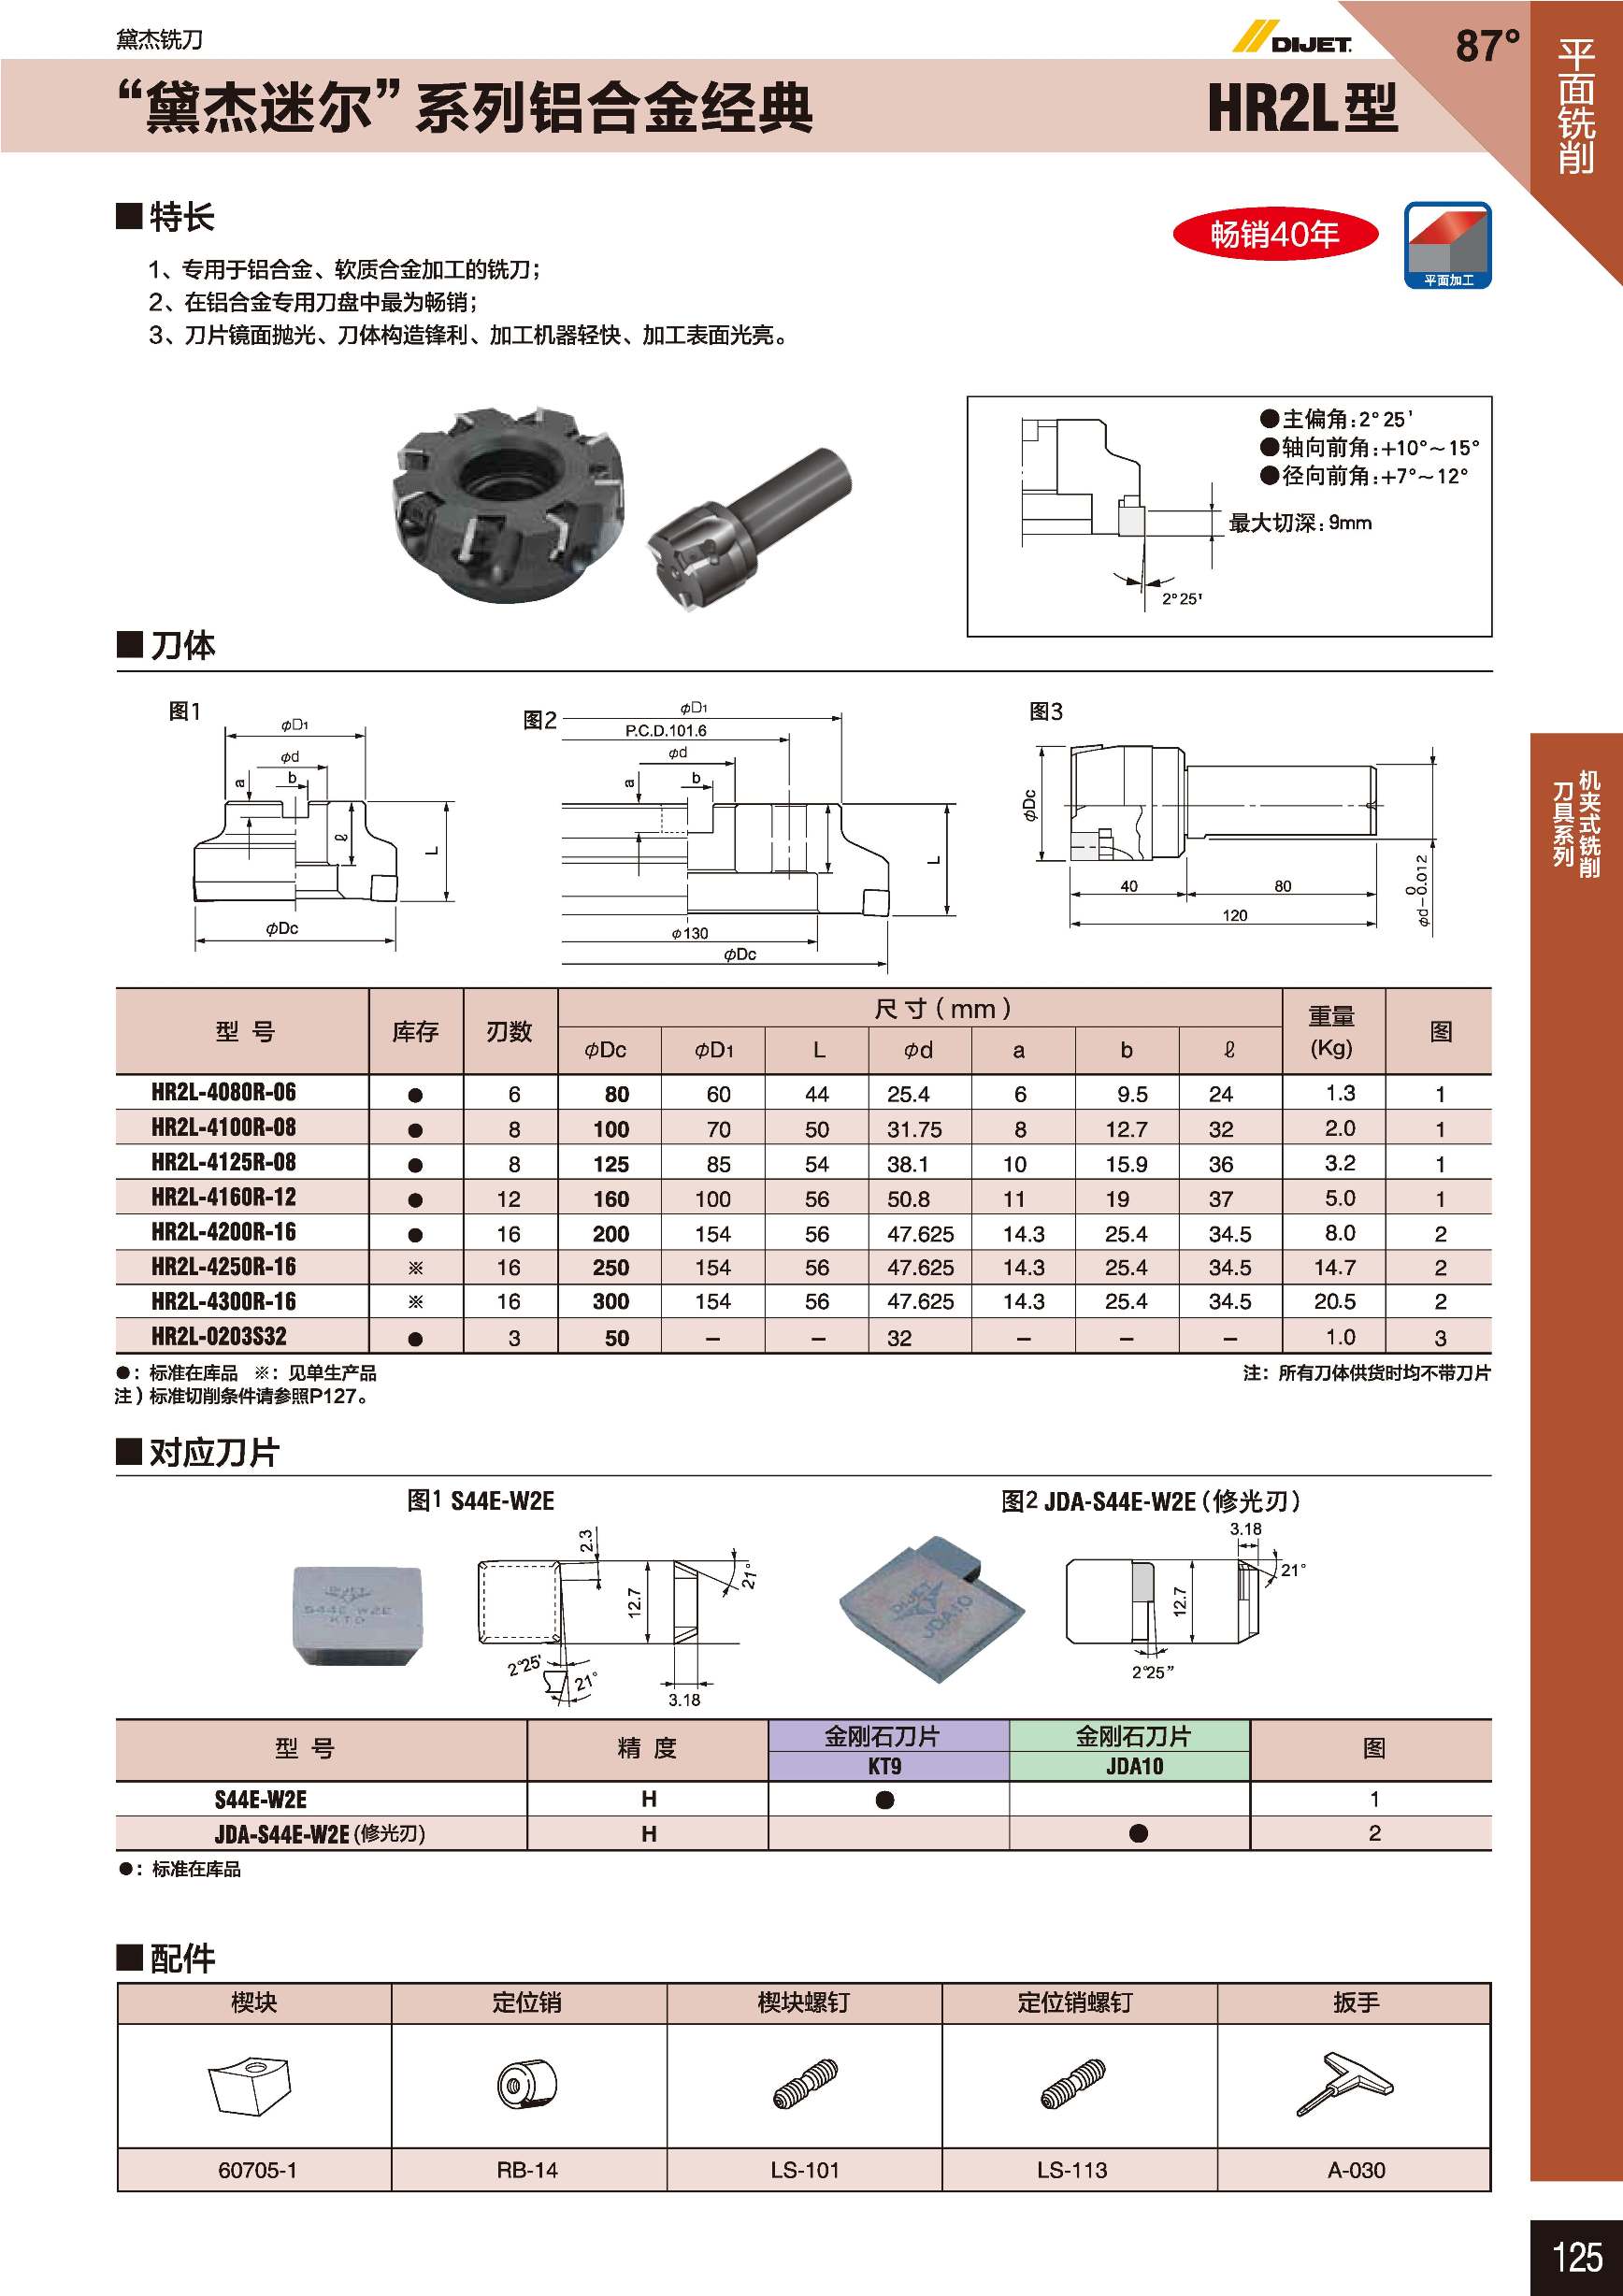 黛杰铣刀
DIJET.
87°
平面铣削
“黛杰迷尔”系列铝合金经典
HR2L型
■特长
畅销40年
平面加工
1、专用于铝合金、软质合金加工的铣刀；
2、在铝合金专用刀盘中最为畅销；
3、刀片镜面抛光、刀体构造锋利、加工机器轻快、加工表面光亮。
●主偏角：2°25'
●轴向前角：+10°～15°
●径向前角：+7°～12°
最大切深：9mm
2°25'
■刀体
图1
φD1
φd
a
b
ℓ
L
φDc
图2
φD1
P.C.D.101.6
φd
a
b
L
φ130
φDc
图3
φDc
40
80
120
φd 0 -0.012
机夹式铣削
刀具系列
型 号 库存 刃数 尺寸（mm） 重量(Kg) 图
φDc φD1 L φd a b ℓ
HR2L-4080R-06 ● 6 80 60 44 25.4 6 9.5 24 1.3 1
HR2L-4100R-08 ● 8 100 70 50 31.75 8 12.7 32 2.0 1
HR2L-4125R-08 ● 8 125 85 54 38.1 10 15.9 36 3.2 1
HR2L-4160R-12 ● 12 160 100 56 50.8 11 19 37 5.0 1
HR2L-4200R-16 ● 16 200 154 56 47.625 14.3 25.4 34.5 8.0 2
HR2L-4250R-16 ※ 16 250 154 56 47.625 14.3 25.4 34.5 14.7 2
HR2L-4300R-16 ※ 16 300 154 56 47.625 14.3 25.4 34.5 20.5 2
HR2L-0203S32 ● 3 50 – – 32 – – – 1.0 3
●：标准在库品 ※：见单生产品
注：所有刀体供货时均不带刀片
注）标准切削条件请参照P127。
■对应刀片
图1 S44E-W2E
DIJET
S44E-W2E
KT9
2.3
12.7
21°
2°25'
21°
3.18
图2 JDA-S44E-W2E（修光刃）
DIJET
JDA10
3.18
21°
12.7
2°25”
型 号 精 度 金刚石刀片 金刚石刀片 图
KT9 JDA10
S44E-W2E H ● 1
JDA-S44E-W2E(修光刃) H ● 2
●：标准在库品
■配件
楔块 定位销 楔块螺钉 定位销螺钉 扳手
60705-1 RB-14 LS-101 LS-113 A-030
125